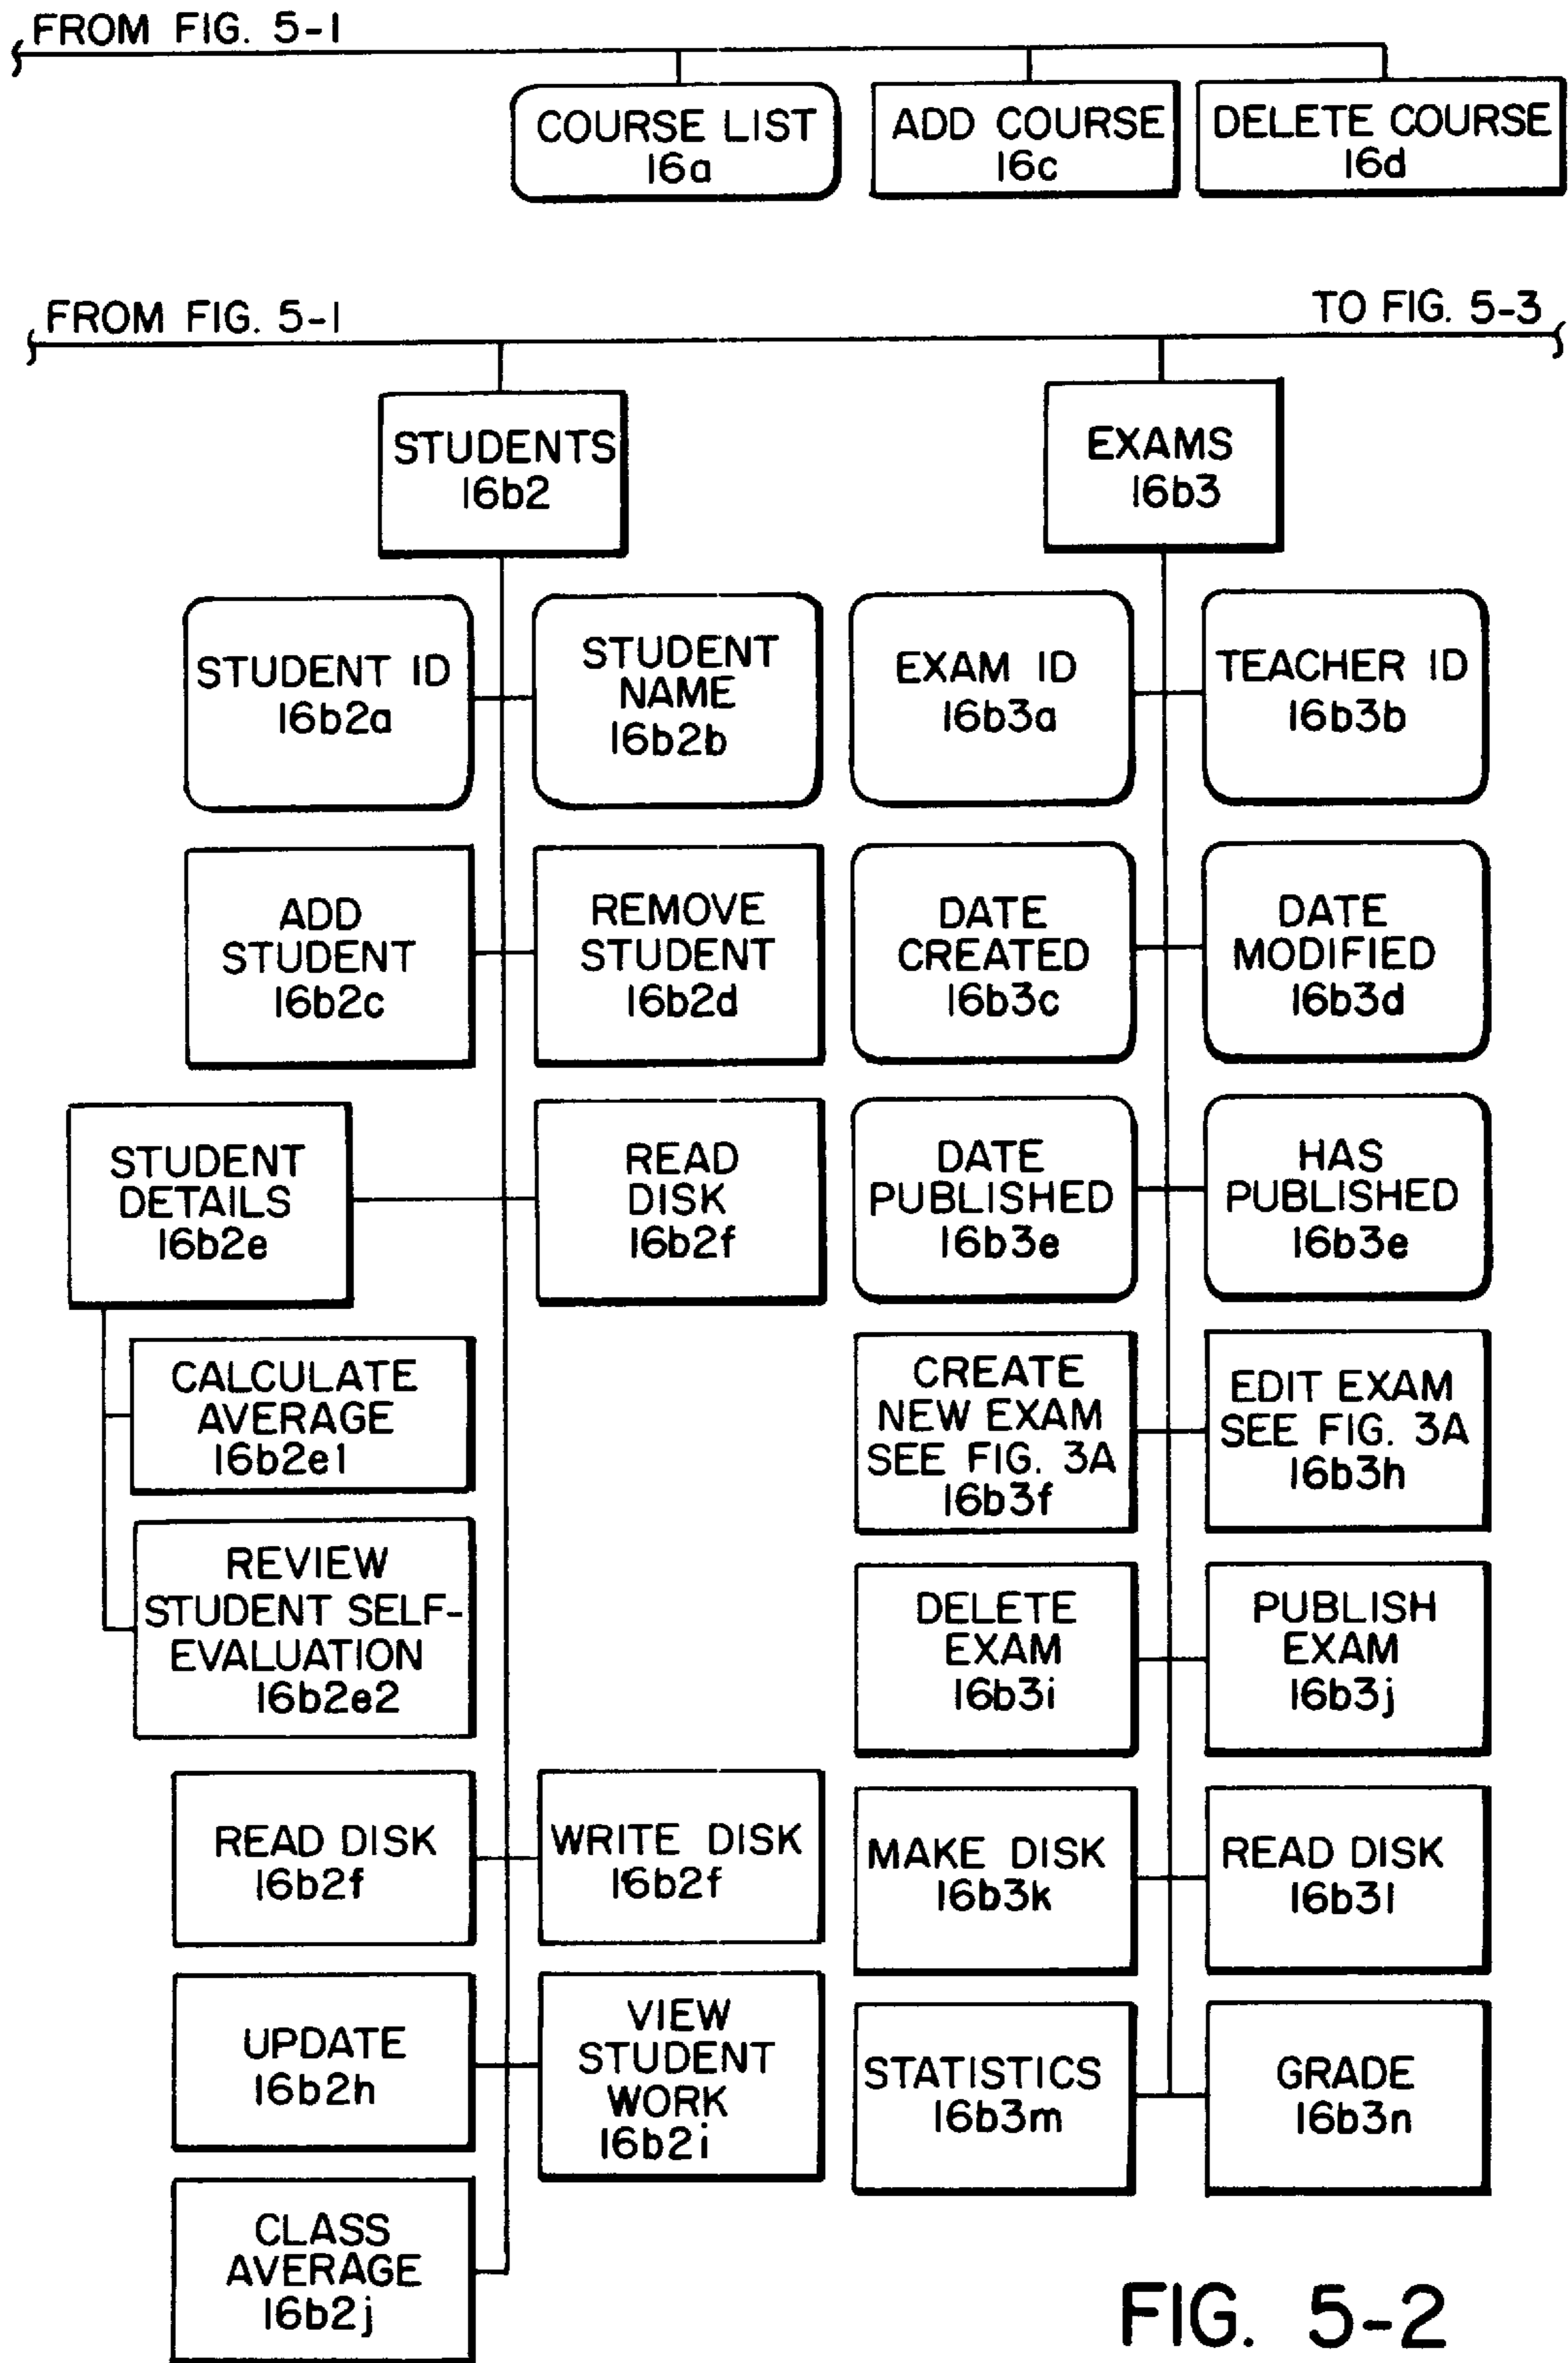 FROM FIG. 5-1
COURSE LIST
16a
ADD COURSE
16c
DELETE COURSE
16d
FROM FIG. 5-1
TO FIG. 5-3
STUDENTS
16b2
EXAMS
16b3
STUDENT ID
16b2a
STUDENT
NAME
16b2b
EXAM ID
16b3a
TEACHER ID
16b3b
ADD
STUDENT
16b2c
REMOVE
STUDENT
16b2d
DATE
CREATED
16b3c
DATE
MODIFIED
16b3d
STUDENT
DETAILS
16b2e
READ
DISK
16b2f
DATE
PUBLISHED
16b3e
HAS
PUBLISHED
16b3e
CALCULATE
AVERAGE
16b2e1
CREATE
NEW EXAM
SEE FIG. 3A
16b3f
EDIT EXAM
SEE FIG. 3A
16b3h
REVIEW
STUDENT SELF-
EVALUATION
16b2e2
DELETE
EXAM
16b3i
PUBLISH
EXAM
16b3j
READ DISK
16b2f
WRITE DISK
16b2f
MAKE DISK
16b3k
READ DISK
16b3l
UPDATE
16b2h
VIEW
STUDENT
WORK
16b2i
STATISTICS
16b3m
GRADE
16b3n
CLASS
AVERAGE
16b2j
FIG. 5-2